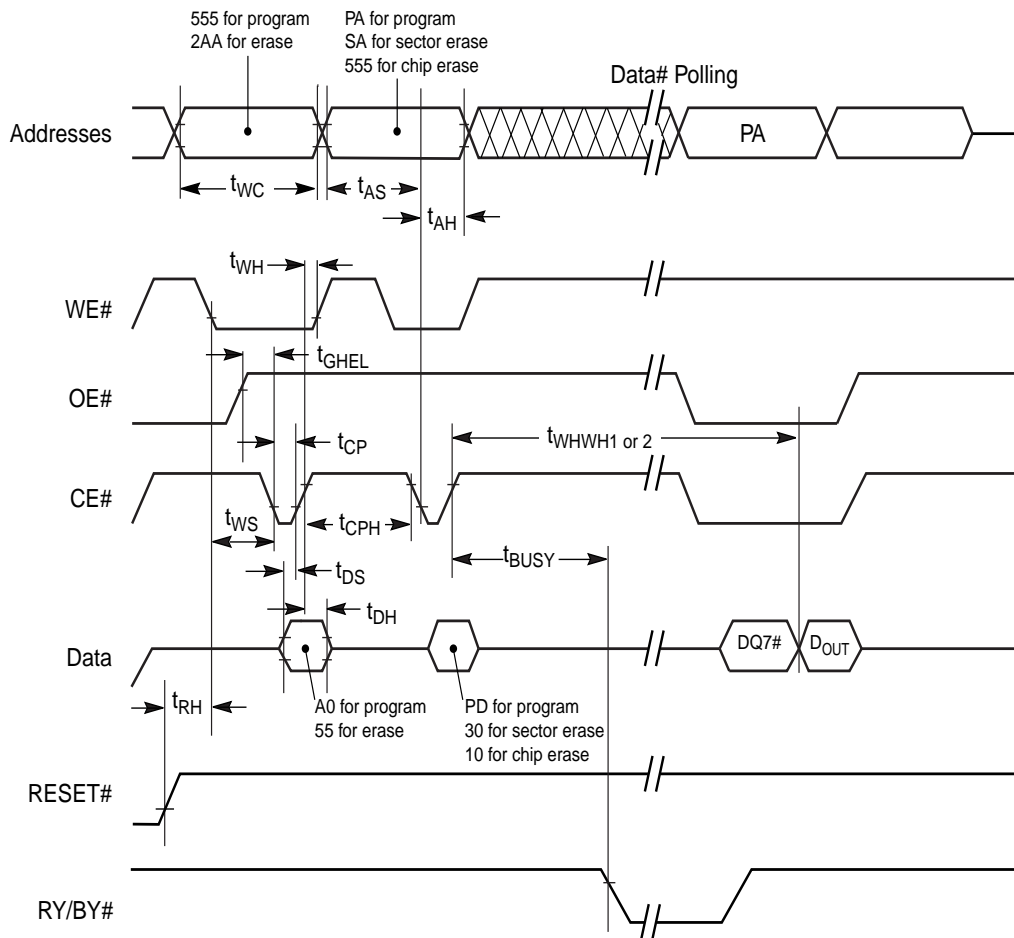 555 for program
2AA for erase
PA for program
SA for sector erase
555 for chip erase
Data# Polling
Addresses
PA
tWC
tAS
tAH
tWH
WE#
tGHEL
OE#
tCP
tWHWH1 or 2
CE#
tWS
tCPH
tBUSY
tDS
tDH
Data
DQ7#
DOUT
tRH
A0 for program
55 for erase
PD for program
30 for sector erase
10 for chip erase
RESET#
RY/BY#